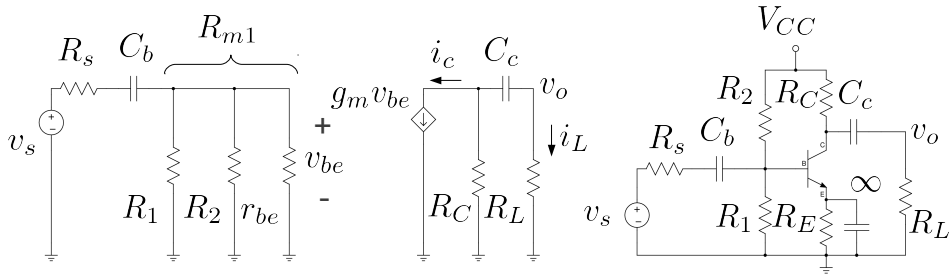 R_{m1}
R_s
C_b
v_s
R_1
R_2
r_{be}
+
v_{be}
-
i_c
C_c
g_m v_{be}
v_o
i_L
R_C
R_L
V_{CC}
R_2
R_C
C_c
R_s
C_b
C
B
E
v_o
∞
v_s
R_1
R_E
R_L